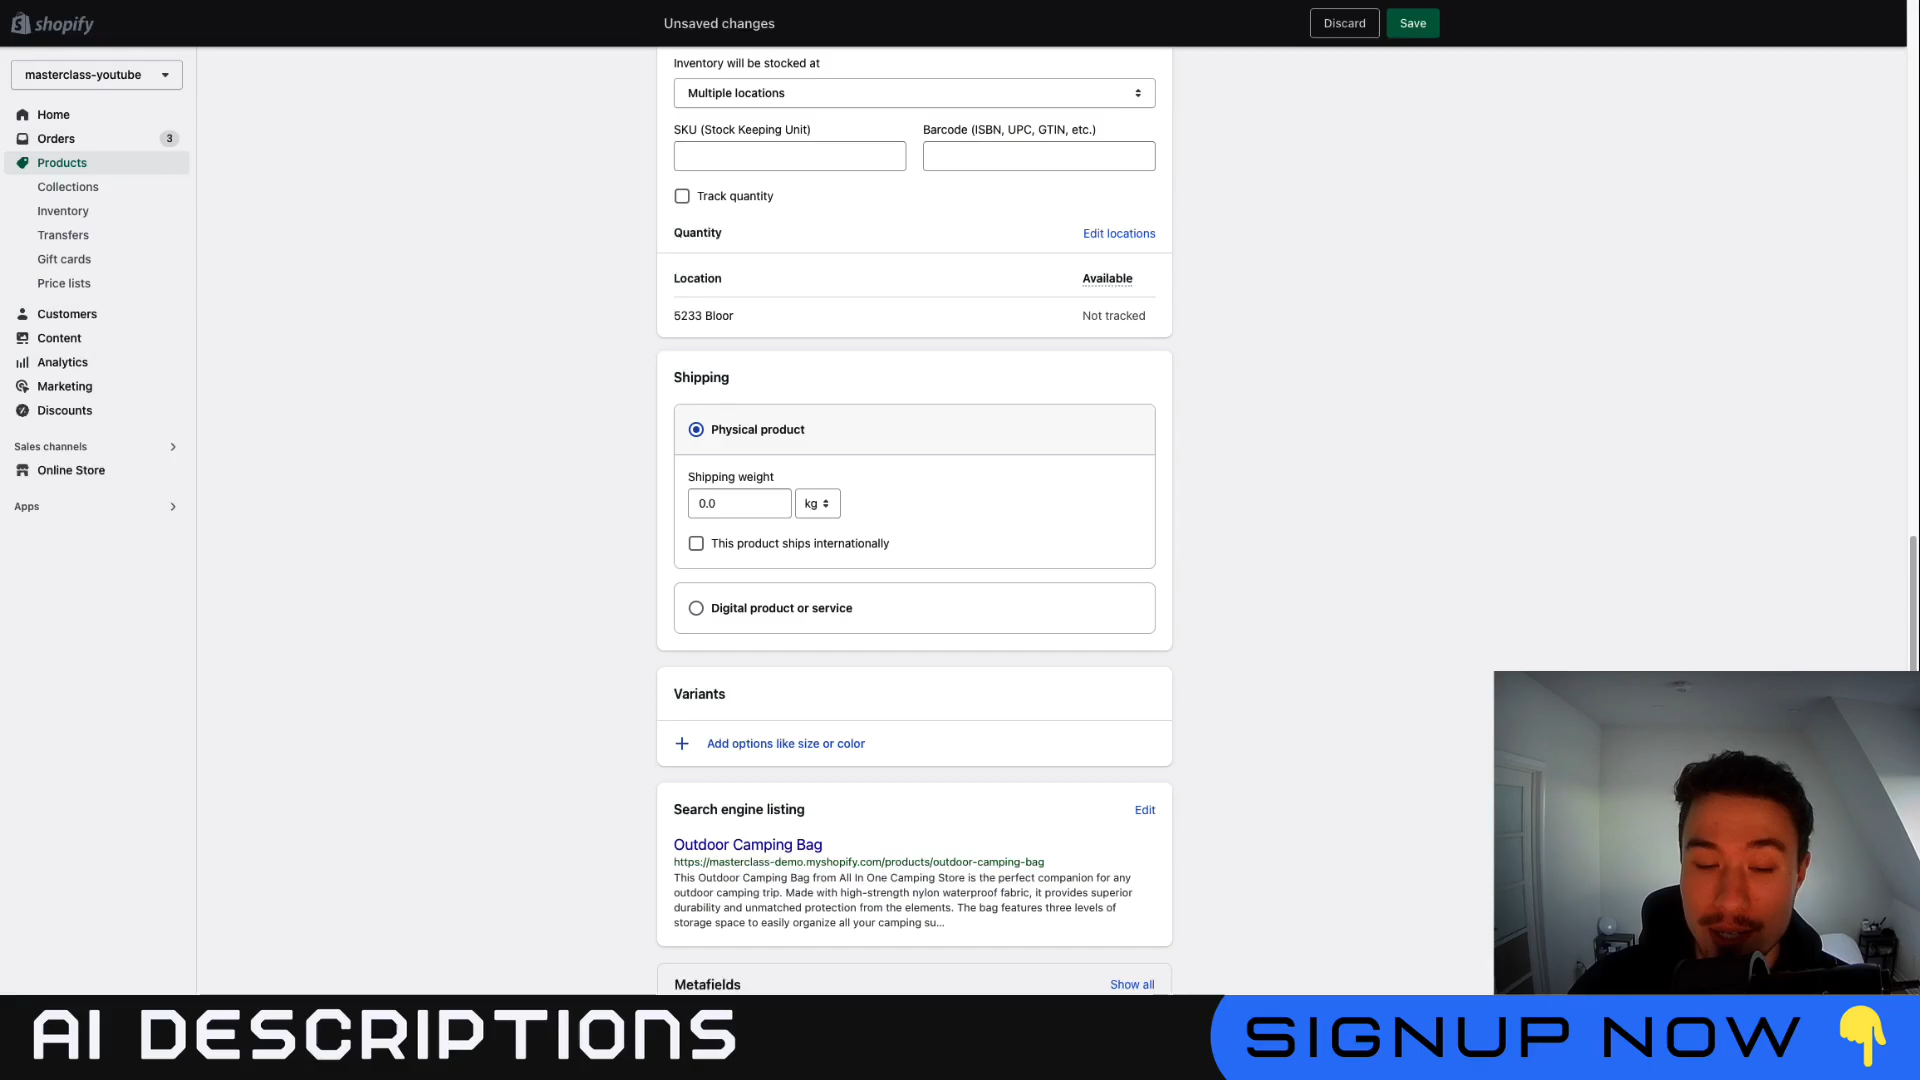 shopify
Unsaved changes
Discard
Save
masterclass-youtube
Home
Orders
3
Products
Collections
Inventory
Transfers
Gift cards
Price lists
Customers
Content
Analytics
Marketing
Discounts
Sales channels
Online Store
Apps
Inventory will be stocked at
Multiple locations
SKU (Stock Keeping Unit)
Barcode (ISBN, UPC, GTIN, etc.)
Track quantity
Quantity
Edit locations
Location
Available
5233 Bloor
Not tracked
Shipping
Physical product
Shipping weight
0.0
kg
This product ships internationally
Digital product or service
Variants
Add options like size or color
Search engine listing
Edit
Outdoor Camping Bag
https://masterclass-demo.myshopify.com/products/outdoor-camping-bag
This Outdoor Camping Bag from All In One Camping Store is the perfect companion for any
outdoor camping trip. Made with high-strength nylon waterproof fabric, it provides superior
durability and unmatched protection from the elements. The bag features three levels of
storage space to easily organize all your camping su...
Metafields
Show all
AI DESCRIPTIONS
SIGNUP NOW